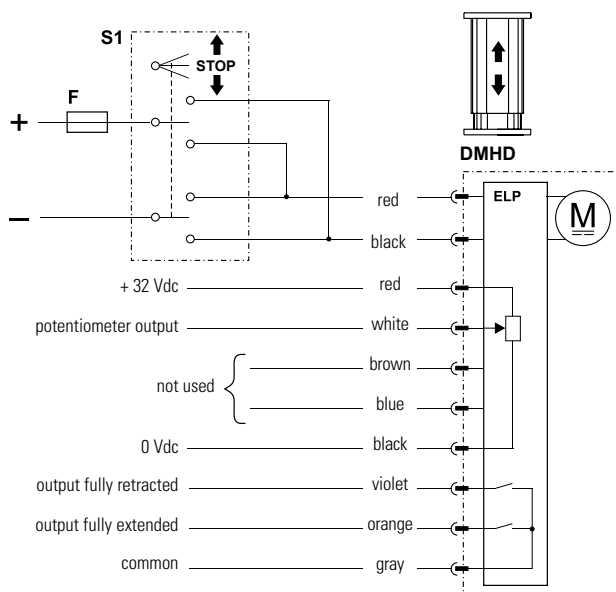 S1
STOP
F
+
–
DMHD
ELP
M
red
black
+ 32 Vdc red
potentiometer output white
not used
brown
blue
0 Vdc black
output fully retracted violet
output fully extended orange
common gray